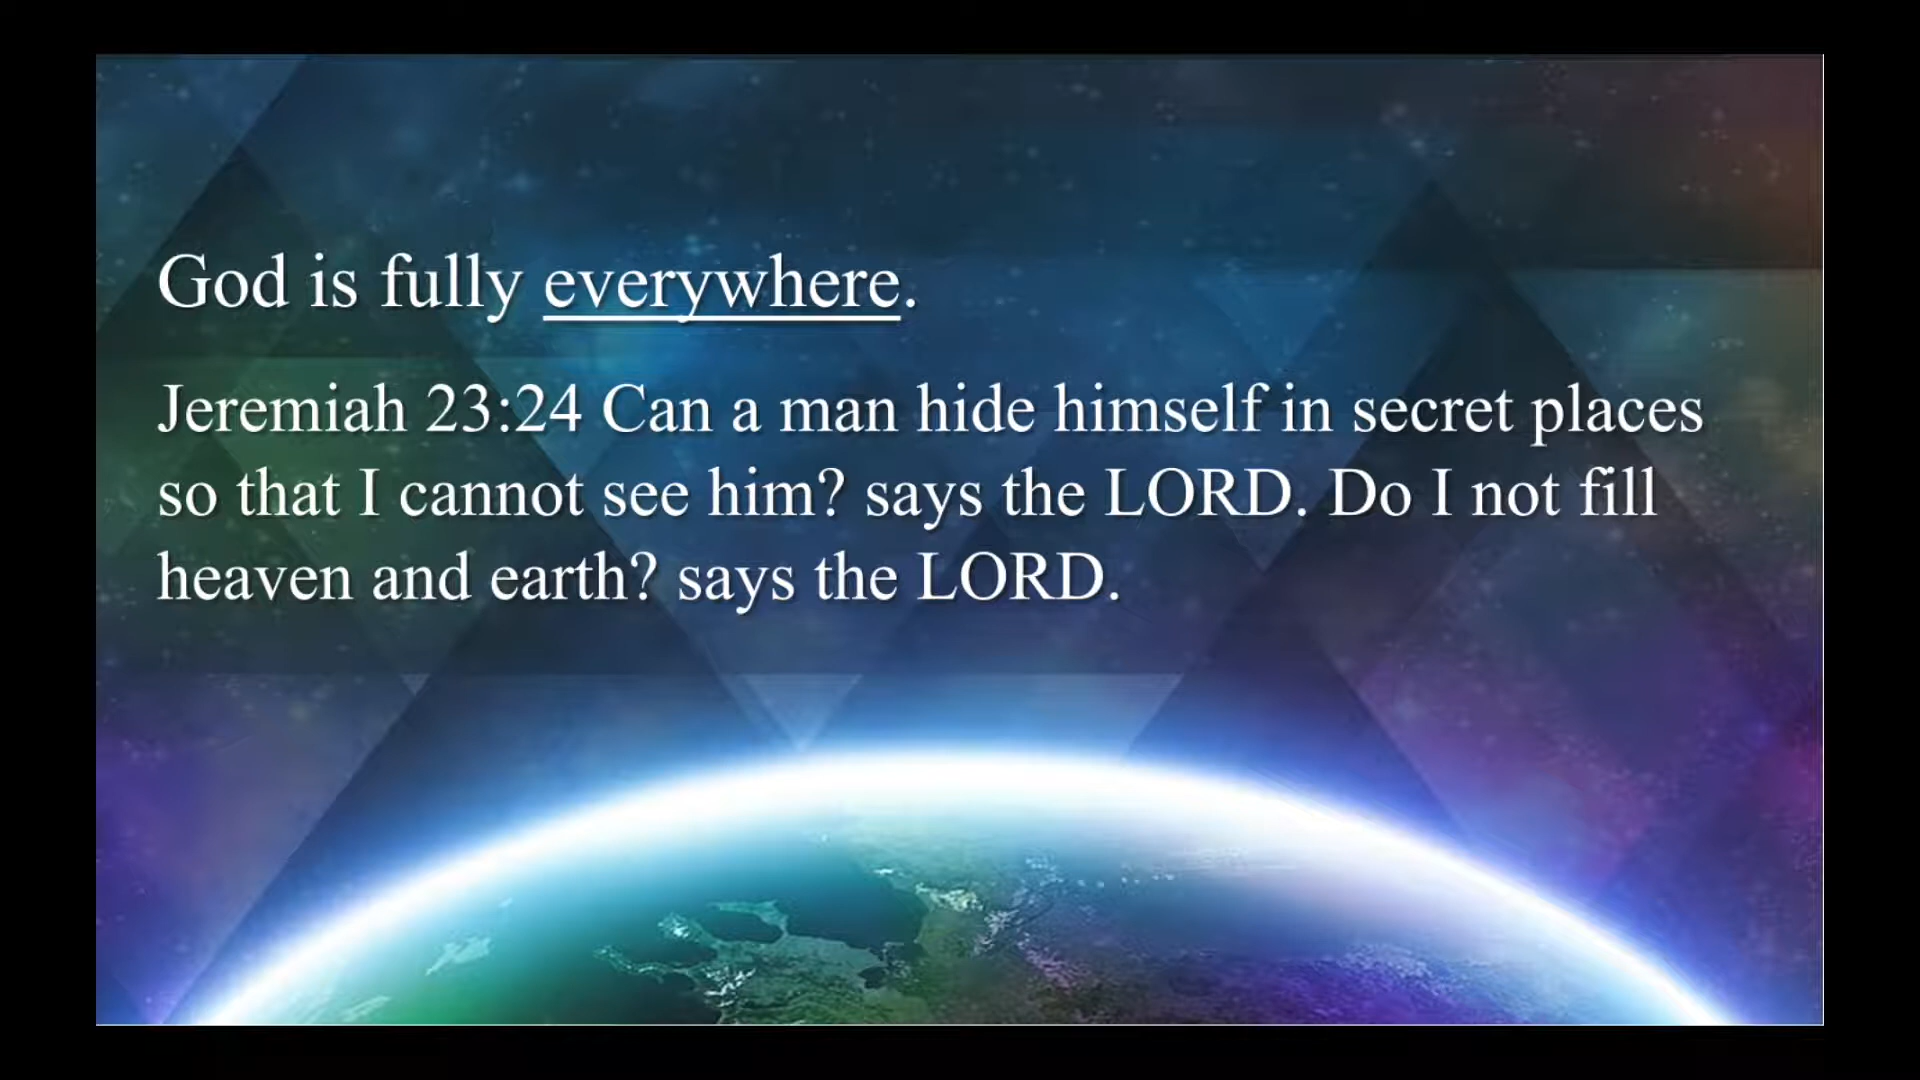 God is fully everywhere.
Jeremiah 23:24 Can a man hide himself in secret places
so that I cannot see him? says the LORD. Do I not fill
heaven and earth? says the LORD.